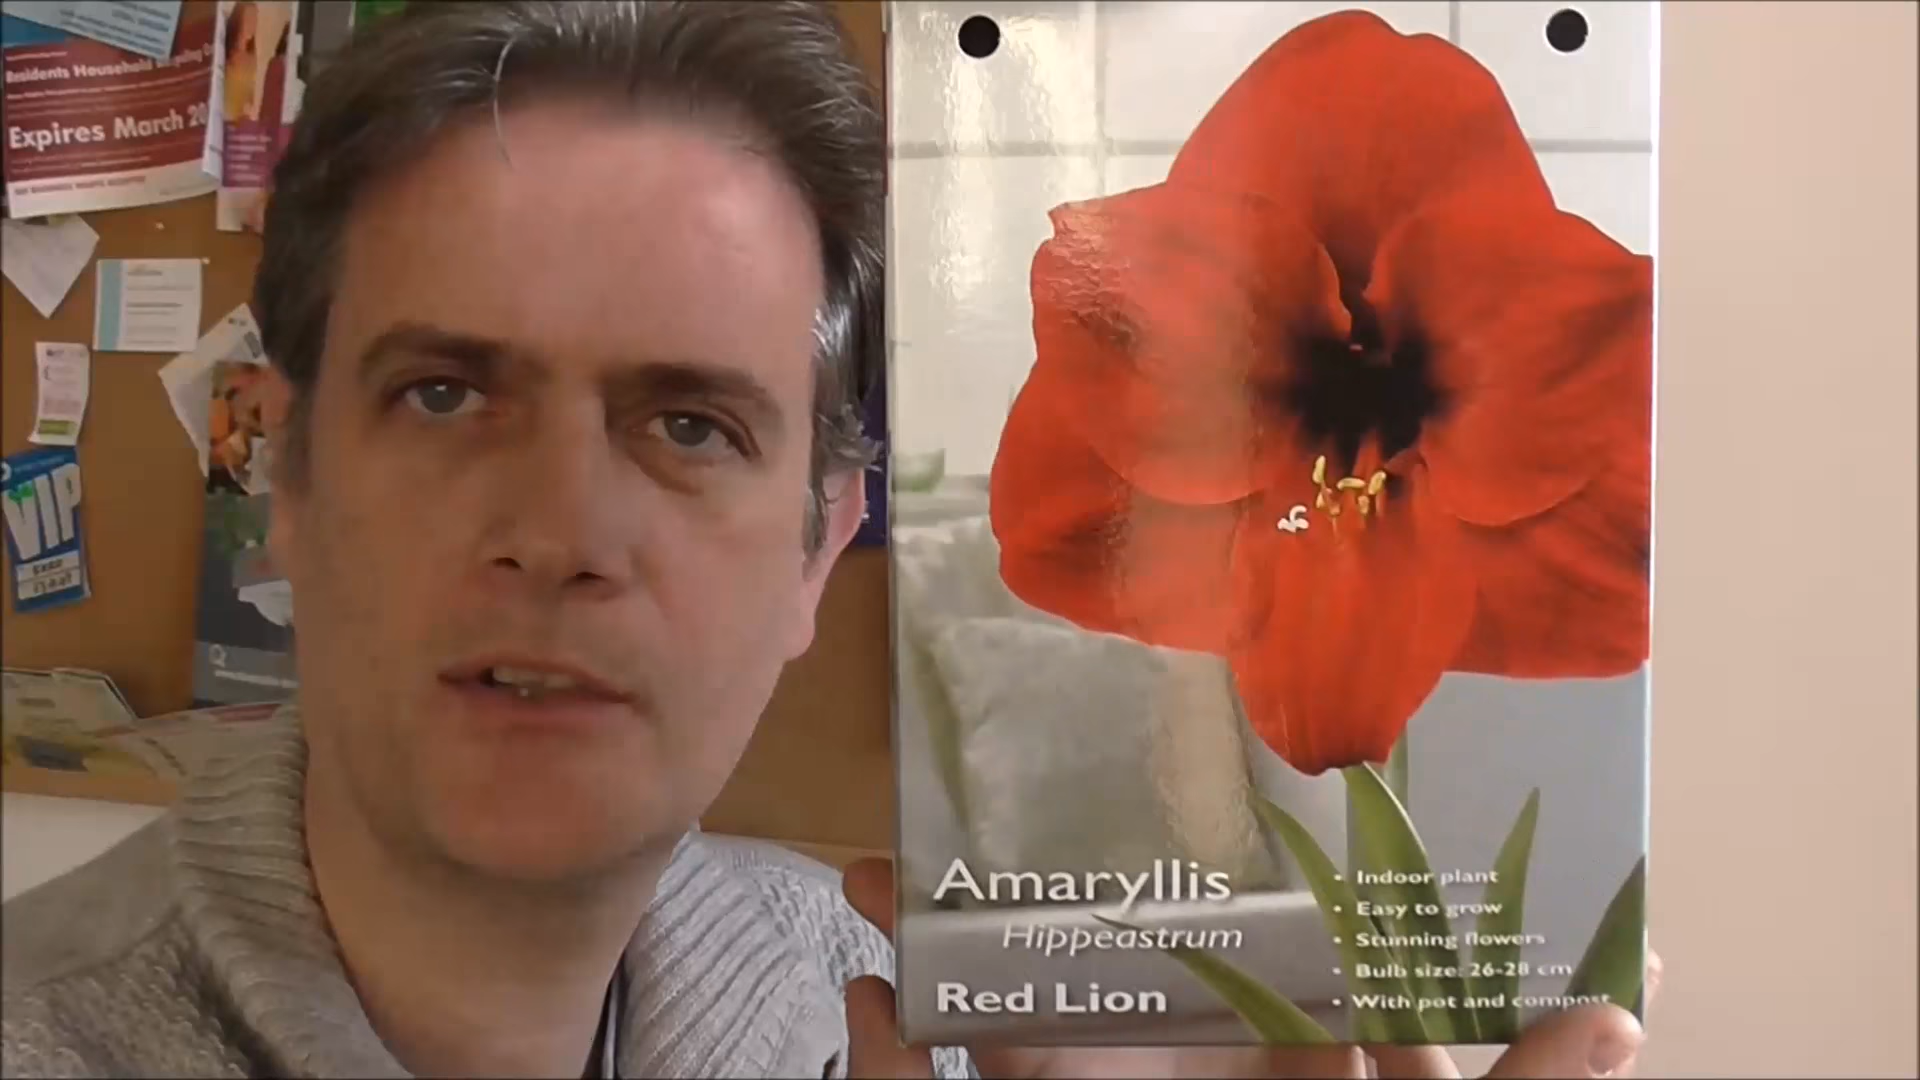 Residents Household
Expires March 20
VIP
Amaryllis
Hippeastrum
Red Lion
• Indoor plant
• Easy to grow
• Stunning flowers
• Bulb size: 26-28 cm
• With pot and compost